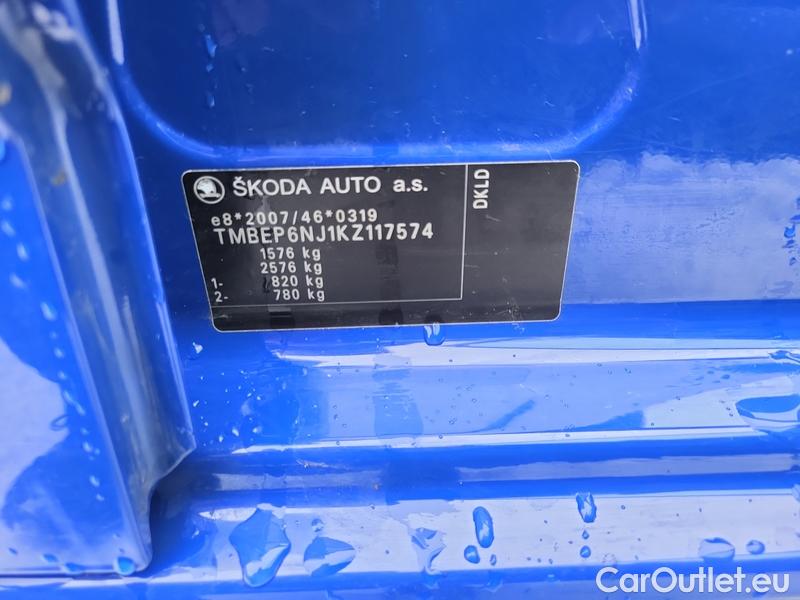 ŠKODA AUTO a.s.
DKLD
e8*2007/46*0319
TMBEP6NJ1KZ117574
1576 kg
2576 kg
1- 820 kg
2- 780 kg
CarOutlet.eu